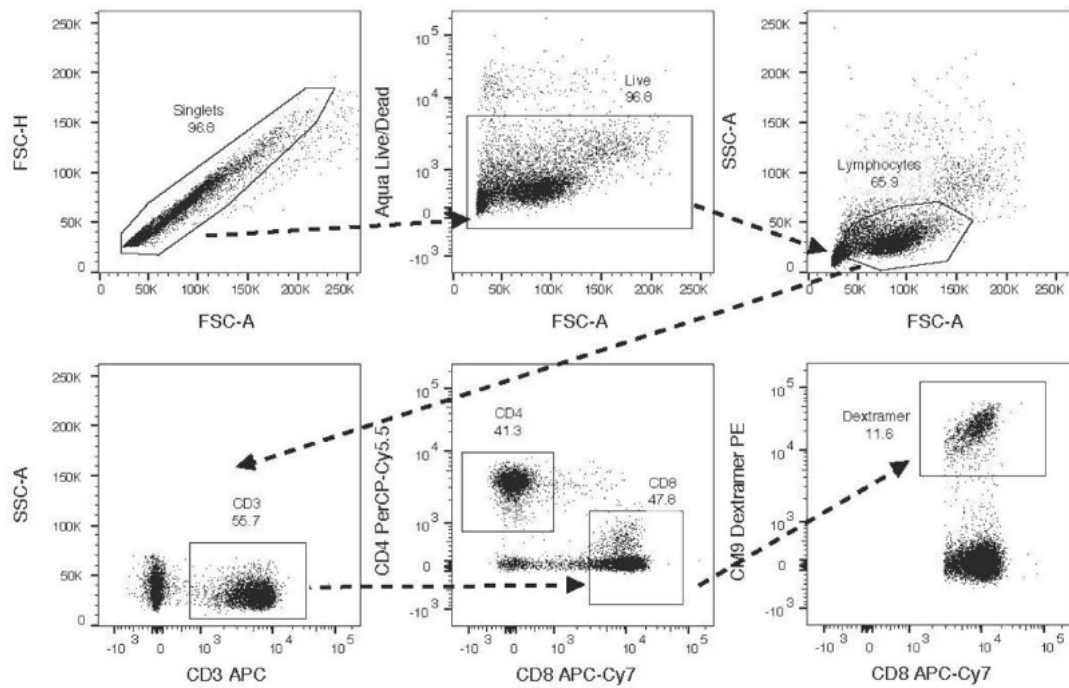 250K
200K
150K
100K
50K
0
FSC-H
Singlets
96.8
0 50K 100K 150K 200K 250K
FSC-A
10^5
10^4
10^3
0
-10^3
Aqua Live/Dead
Live
96.8
0 50K 100K 150K 200K 250K
FSC-A
250K
200K
150K
100K
50K
0
SSC-A
Lymphocytes
65.9
0 50K 100K 150K 200K 250K
FSC-A
250K
200K
150K
100K
50K
0
SSC-A
CD3
55.7
-10^3 0 10^3 10^4 10^5
CD3 APC
10^5
10^4
10^3
0
-10^3
CD4 PerCP-Cy5.5
CD4
41.3
CD8
47.8
-10^3 0 10^3 10^4 10^5
CD8 APC-Cy7
10^5
10^4
10^3
0
-10^3
CM9 Dextramer PE
Dextramer
11.6
-10^3 0 10^3 10^4 10^5
CD8 APC-Cy7